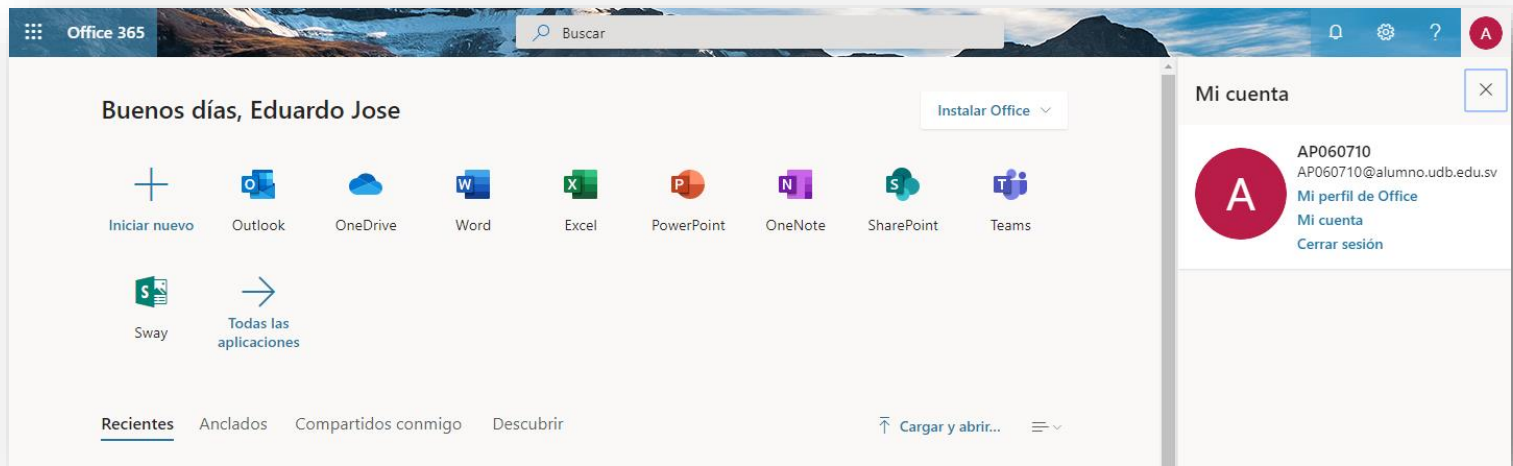 Office 365
Buscar
?
A
Buenos días, Eduardo Jose
Instalar Office
Iniciar nuevo
Outlook
OneDrive
Word
Excel
PowerPoint
OneNote
SharePoint
Teams
Sway
Todas las
aplicaciones
Recientes
Anclados
Compartidos conmigo
Descubrir
Cargar y abrir...
Mi cuenta
A
AP060710
AP060710@alumno.udb.edu.sv
Mi perfil de Office
Mi cuenta
Cerrar sesión